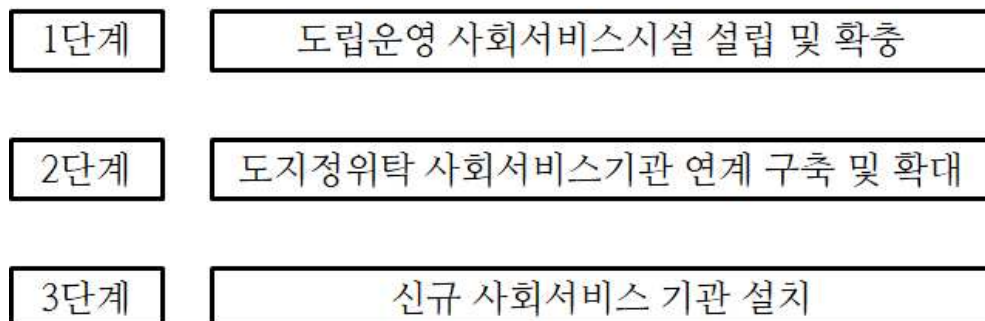 1단계 도립운영 사회서비스시설 설립 및 확충
2단계 도지정위탁 사회서비스기관 연계 구축 및 확대
3단계 신규 사회서비스 기관 설치